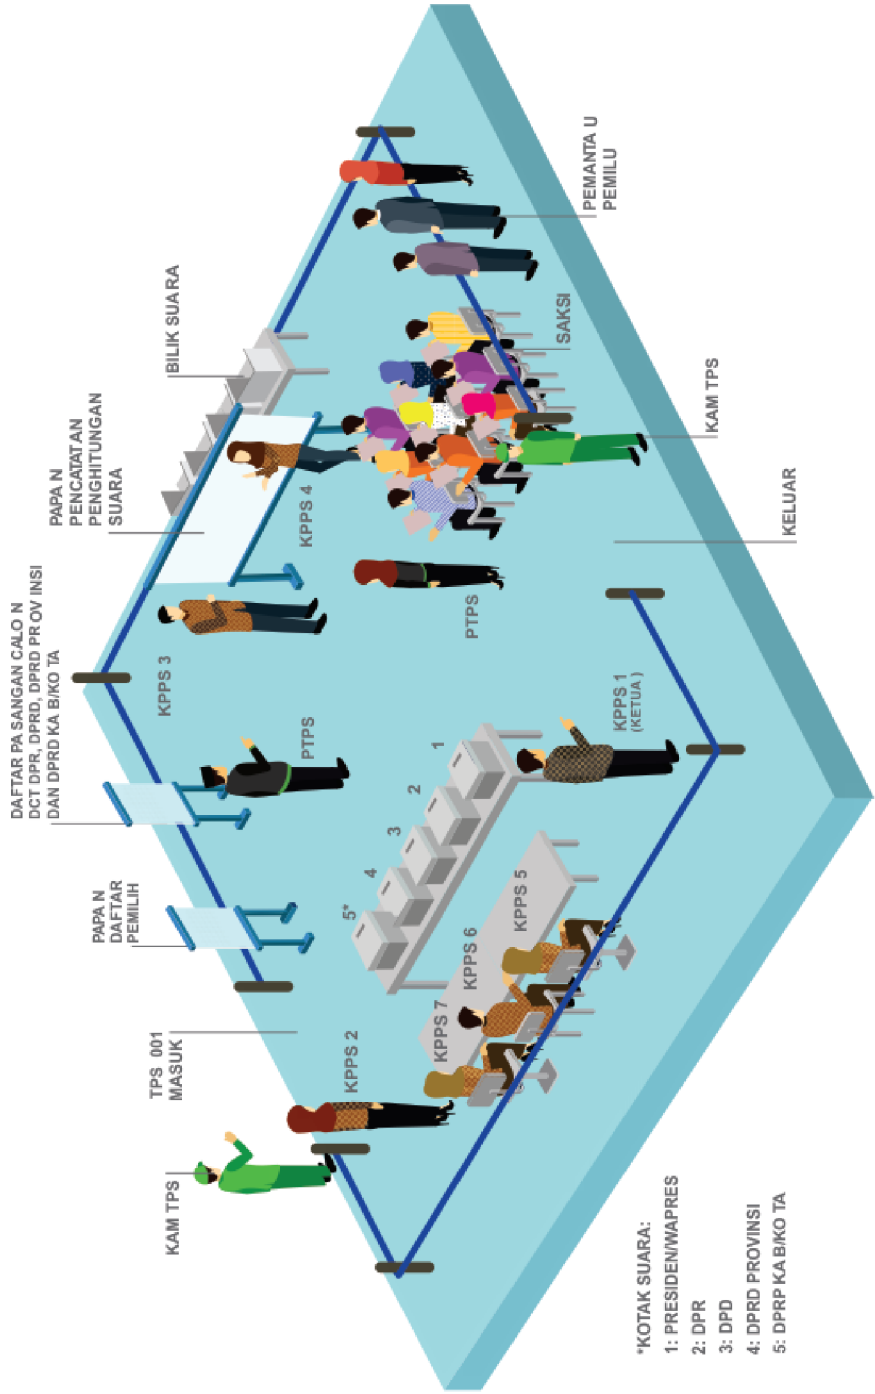 DAFTAR PA SANGAN CALO N
DCT DPR, DPRD, DPRD PR OV INSI
DAN DPRD KA B/KO TA
PAPA N
PENCATAT AN
PENGHITUNGAN
SUARA
PAPA N
DAFTAR
PEMILIH
BILIK SUARA
TPS 001
MASUK
KAM TPS
KPPS 3
KPPS 4
PTPS
KPPS 2
5*
4
3
2
1
PTPS
KPPS 7
KPPS 6
KPPS 5
PEMANTA U
PEMILU
SAKSI
KAM TPS
KELUAR
KPPS 1
(KETUA )
*KOTAK SUARA:
1: PRESIDEN/WAPRES
2: DPR
3: DPD
4: DPRD PROVINSI
5: DPRP KA B/KO TA